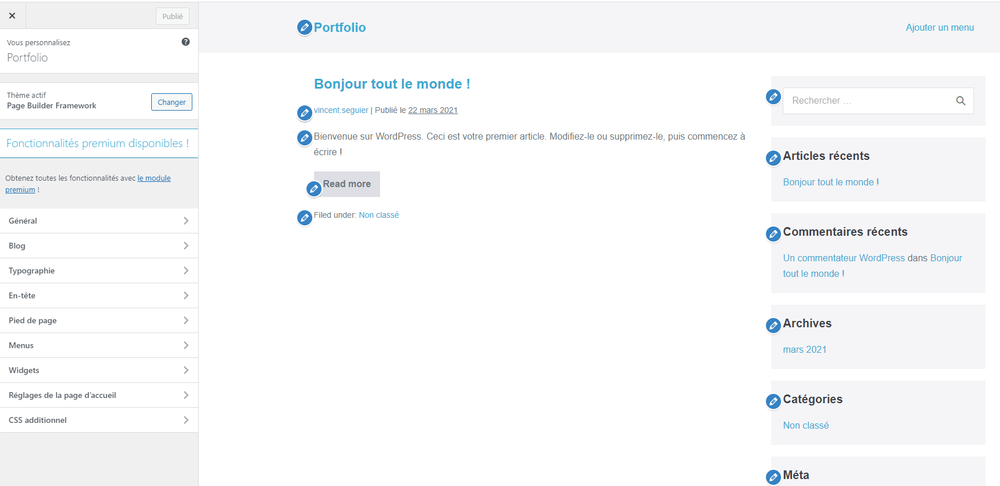 Publié
Vous personnalisez
Portfolio
Thème actif
Page Builder Framework
Changer
Fonctionnalités premium disponibles !
Obtenez toutes les fonctionnalités avec le module
premium !
Général
Blog
Typographie
En-tête
Pied de page
Menus
Widgets
Réglages de la page d’accueil
CSS additionnel
Portfolio
Ajouter un menu
Bonjour tout le monde !
vincent.seguier | Publié le 22 mars 2021
Bienvenue sur WordPress. Ceci est votre premier article. Modifiez-le ou supprimez-le, puis commencez à
écrire !
Read more
Filed under: Non classé
Rechercher …
Articles récents
Bonjour tout le monde !
Commentaires récents
Un commentateur WordPress dans Bonjour
tout le monde !
Archives
mars 2021
Catégories
Non classé
Méta